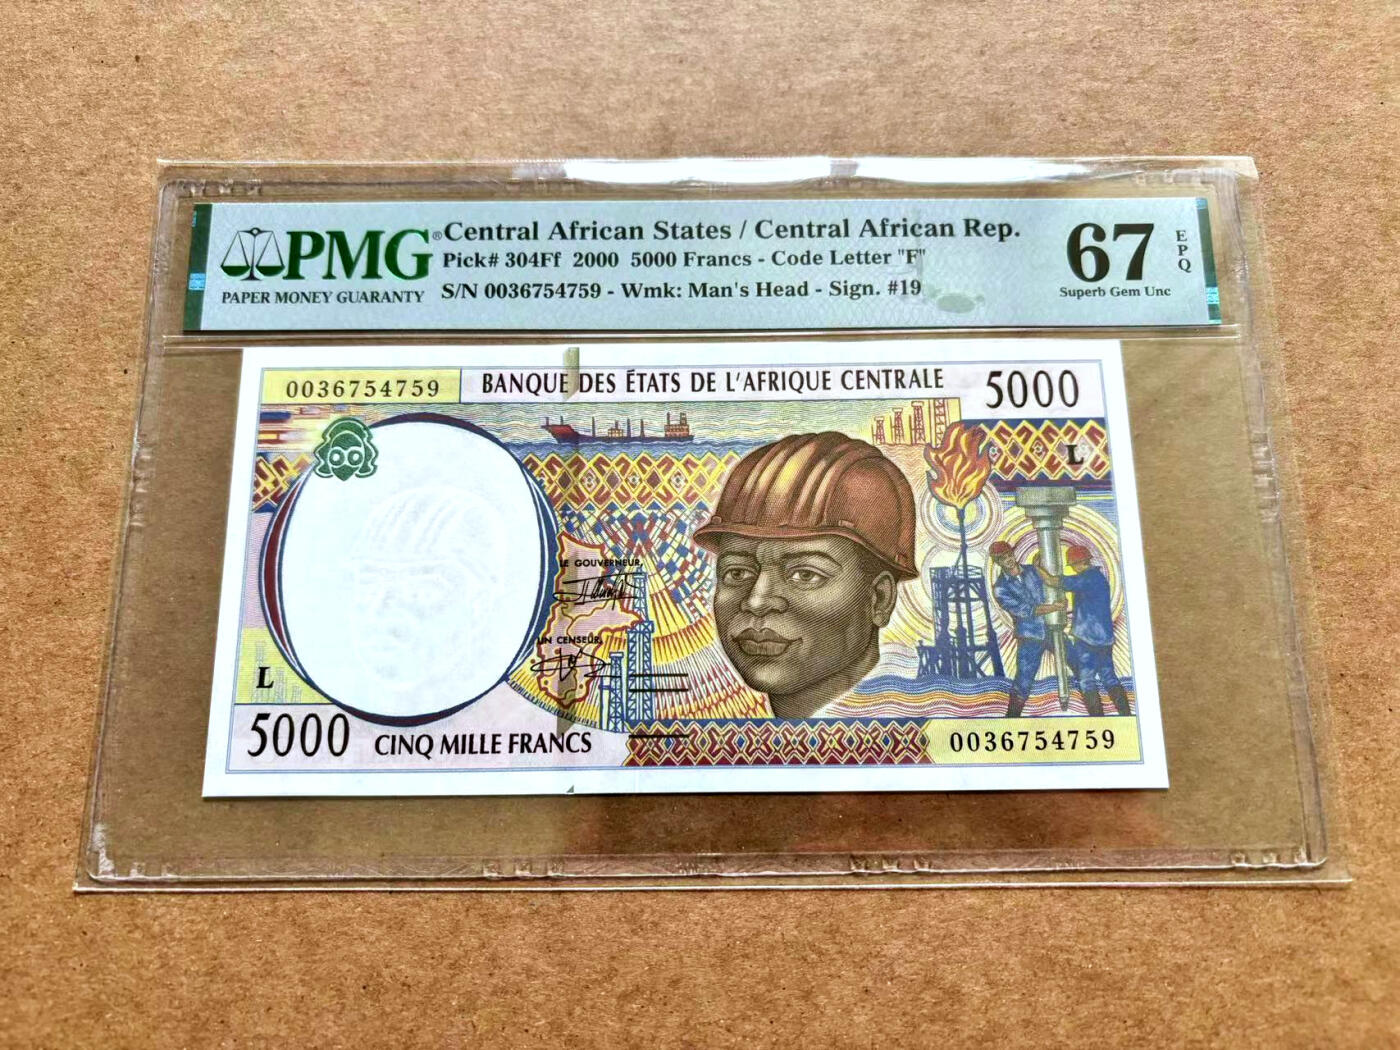 PMG®
PAPER MONEY GUARANTY
Central African States / Central African Rep.
Pick# 304Ff 2000 5000 Francs - Code Letter "F"
S/N 0036754759 - Wmk: Man's Head - Sign. #19
67
EPQ
Superb Gem Unc
0036754759
BANQUE DES ÉTATS DE L'AFRIQUE CENTRALE
5000
L
LE GOUVERNEUR,
UN CENSEUR,
L
5000
CINQ MILLE FRANCS
0036754759